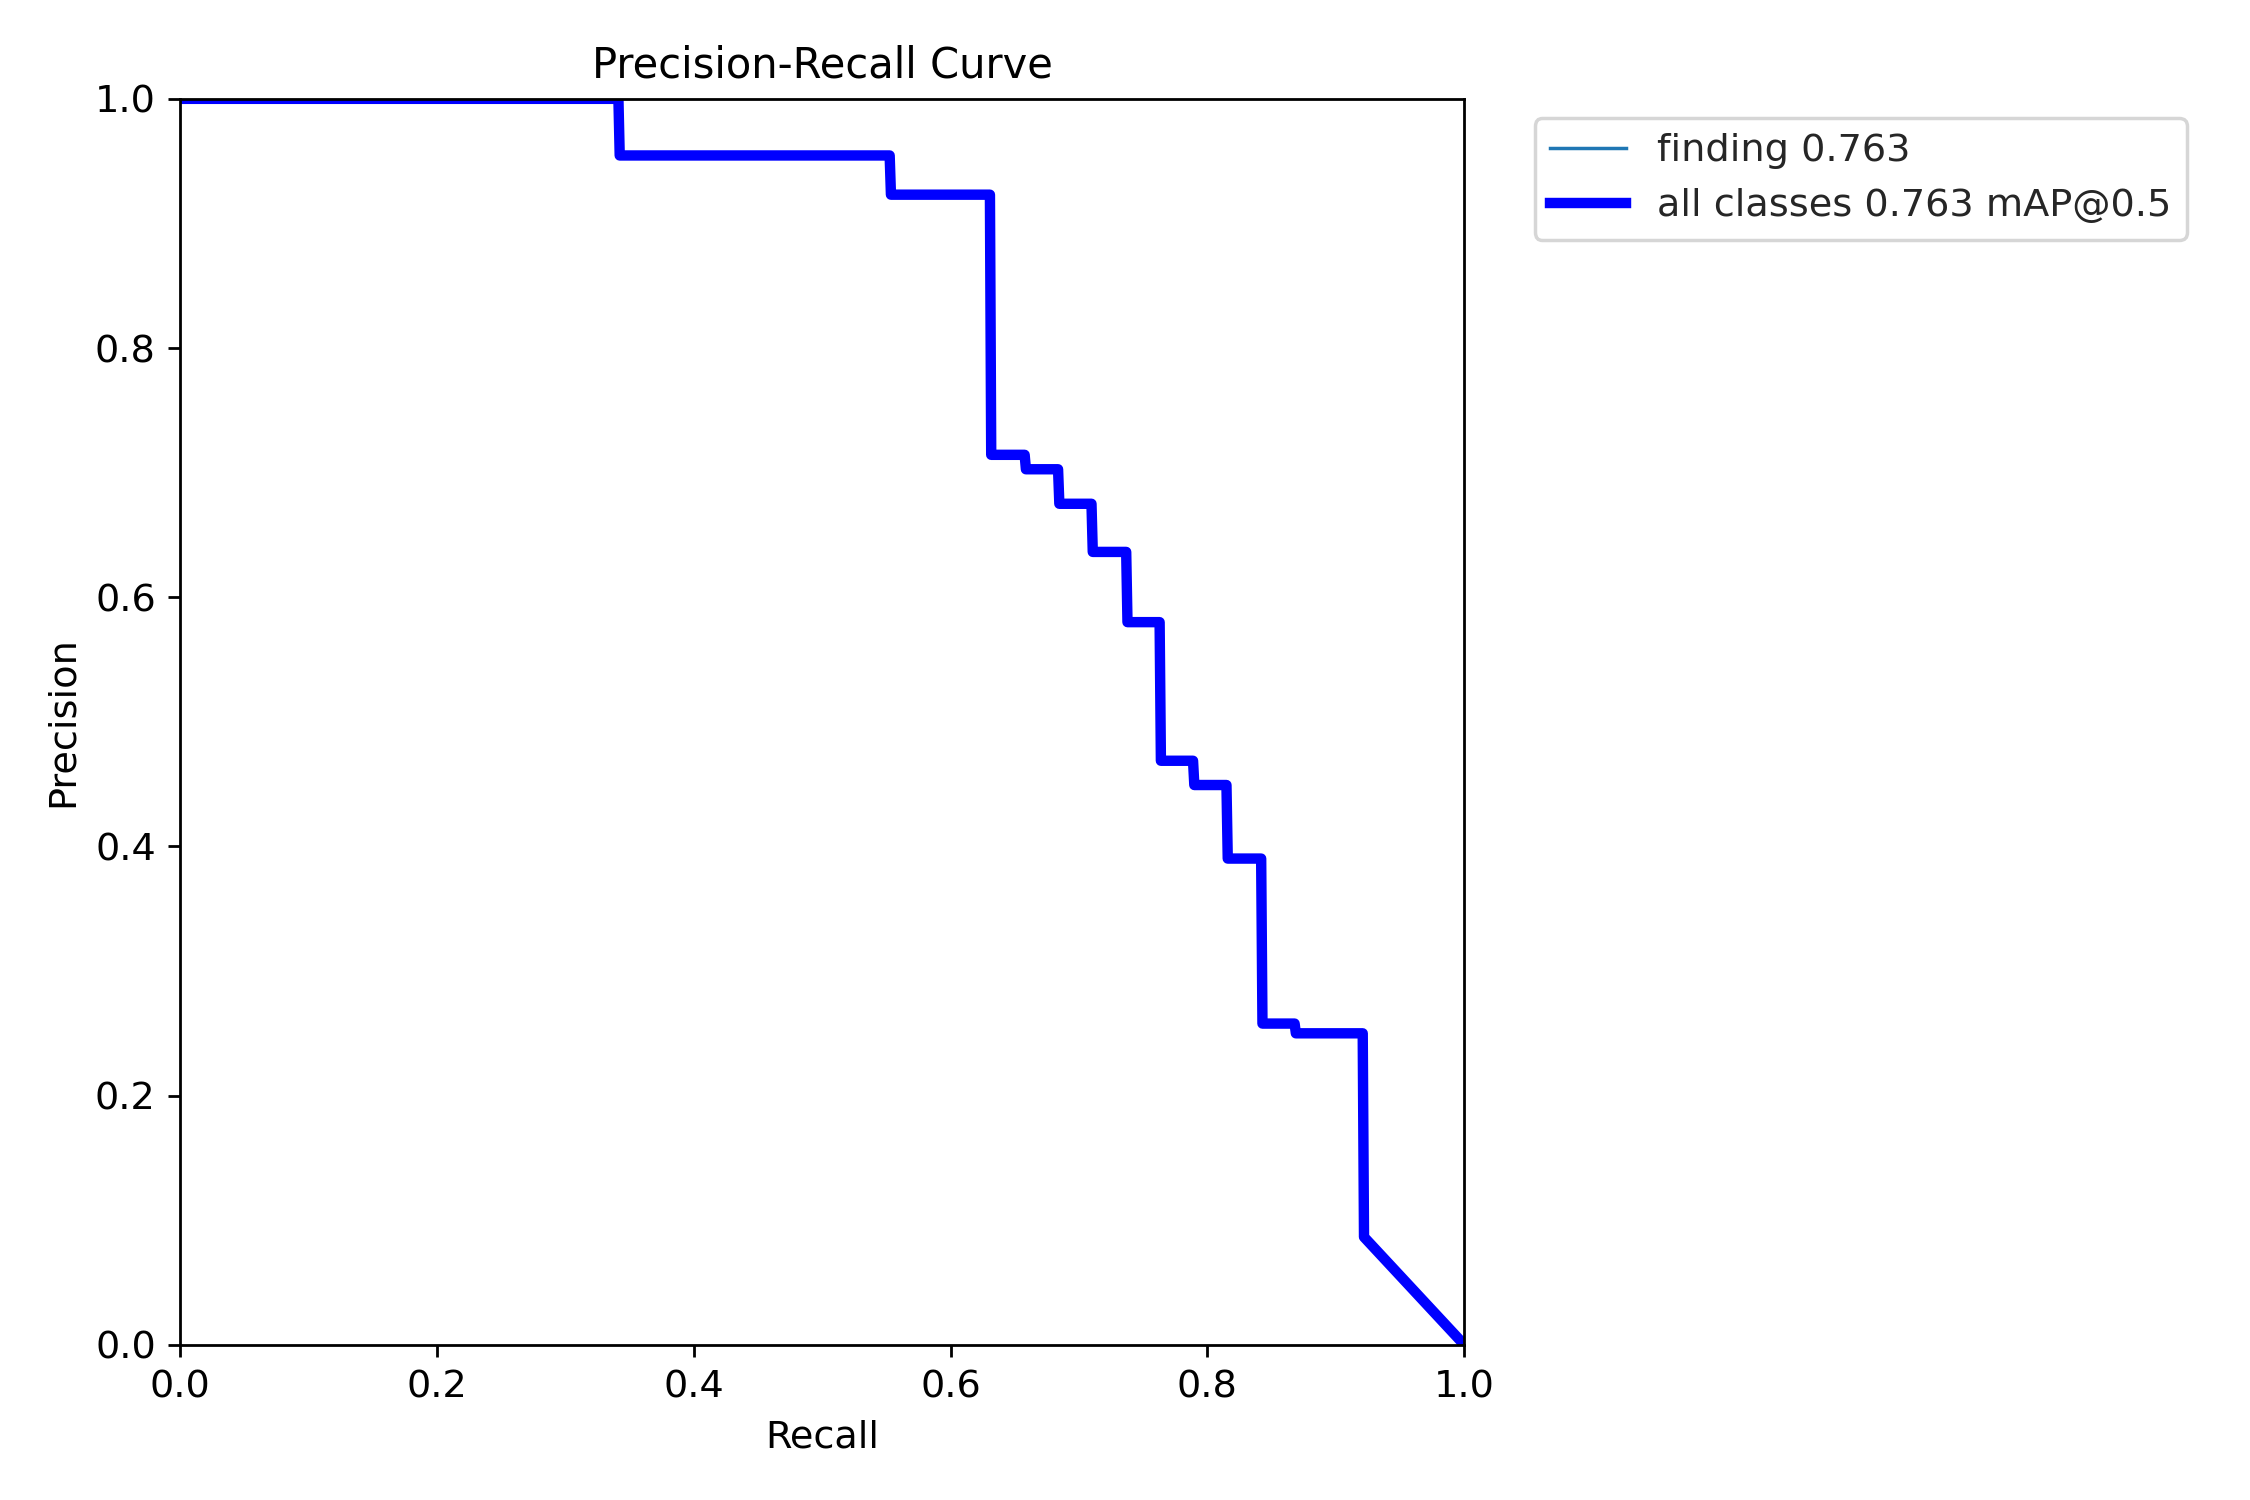 Precision-Recall Curve
1.0
0.8
0.6
0.4
0.2
0.0
Precision
0.0 0.2 0.4 0.6 0.8 1.0
Recall
finding 0.763
all classes 0.763 mAP@0.5